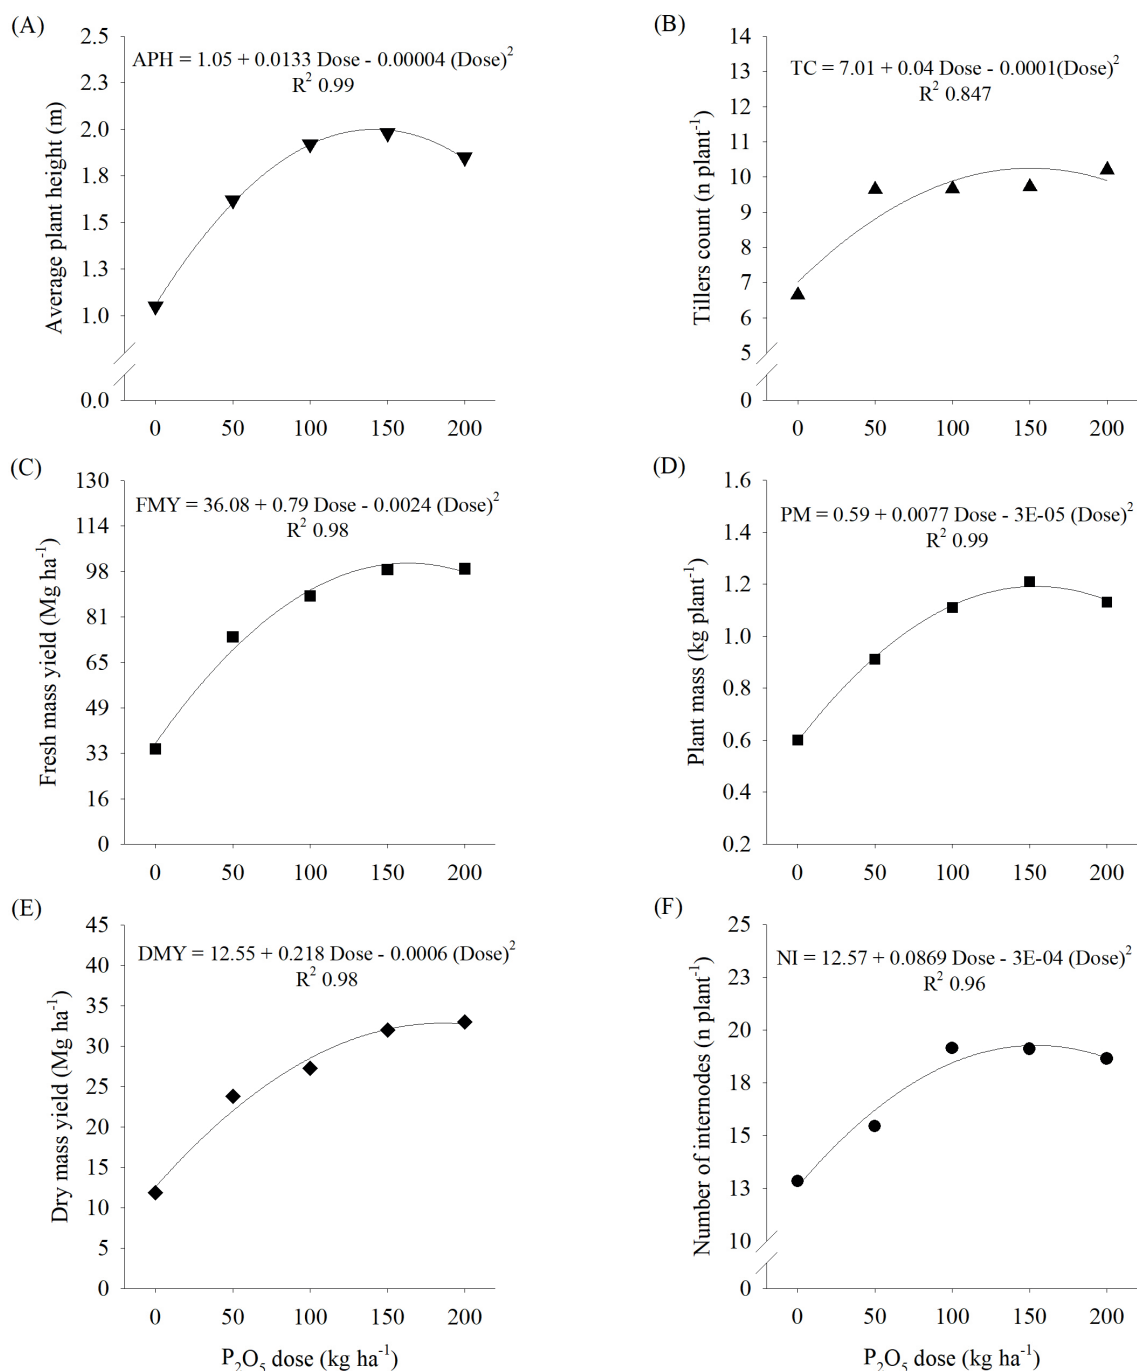 (A)
APH = 1.05 + 0.0133 Dose - 0.00004 (Dose)²
R² 0.99
Average plant height (m)
2.5
2.3
2.0
1.8
1.5
1.3
1.0
0.0
0 50 100 150 200
(B)
TC = 7.01 + 0.04 Dose - 0.0001(Dose)²
R² 0.847
Tillers count (n plant⁻¹)
14
13
12
11
10
9
8
7
6
5
0
0 50 100 150 200
(C)
FMY = 36.08 + 0.79 Dose - 0.0024 (Dose)²
R² 0.98
Fresh mass yield (Mg ha⁻¹)
130
114
98
81
65
49
33
16
0
0 50 100 150 200
(D)
PM = 0.59 + 0.0077 Dose - 3E-05 (Dose)²
R² 0.99
Plant mass (kg plant⁻¹)
1.6
1.4
1.2
1.0
0.8
0.6
0.4
0.2
0 50 100 150 200
(E)
DMY = 12.55 + 0.218 Dose - 0.0006 (Dose)²
R² 0.98
Dry mass yield (Mg ha⁻¹)
45
40
35
30
25
20
15
10
5
0
0 50 100 150 200
P₂O₅ dose (kg ha⁻¹)
(F)
NI = 12.57 + 0.0869 Dose - 3E-04 (Dose)²
R² 0.96
Number of internodes (n plant⁻¹)
25
23
20
18
15
13
10
0
0 50 100 150 200
P₂O₅ dose (kg ha⁻¹)